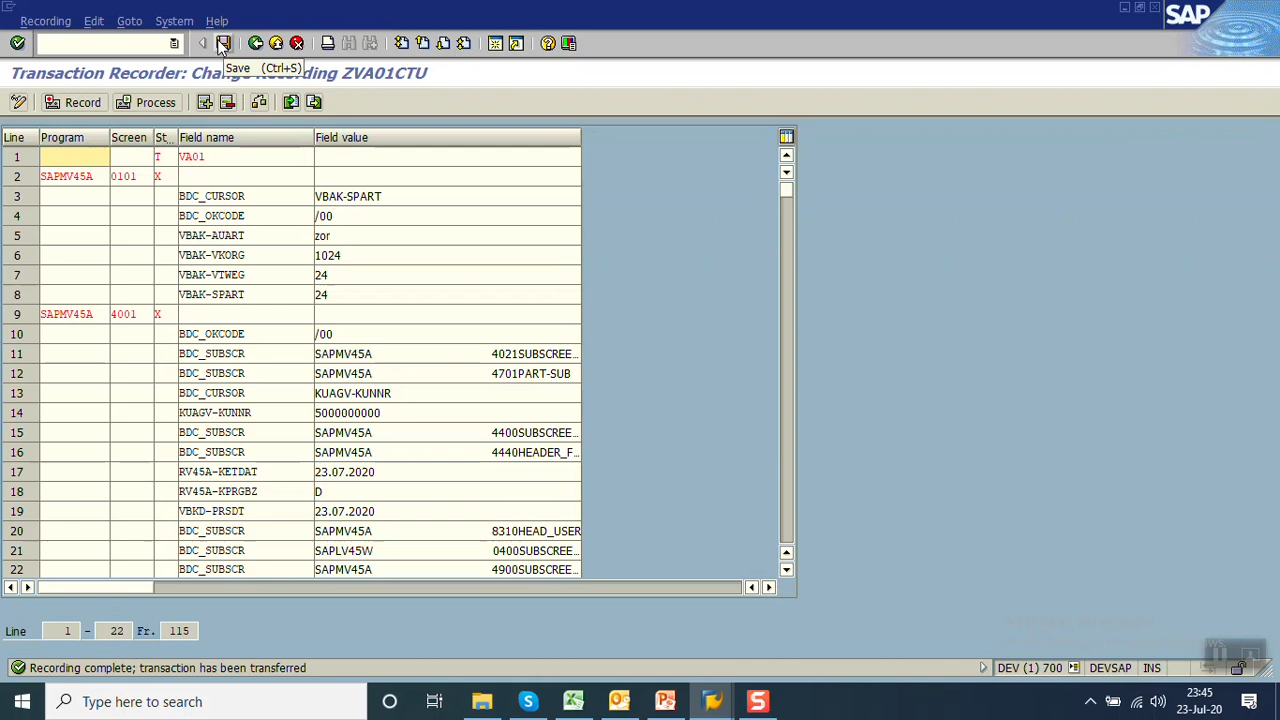 Recording Edit Goto System Help
SAP
Save (Ctrl+S)
Transaction Recorder: Change Recording ZVA01CTU
Record Process
Line Program Screen St.. Field name Field value
1 T VA01
2 SAPMV45A 0101 X
3 BDC_CURSOR VBAK-SPART
4 BDC_OKCODE /00
5 VBAK-AUART zor
6 VBAK-VKORG 1024
7 VBAK-VTWEG 24
8 VBAK-SPART 24
9 SAPMV45A 4001 X
10 BDC_OKCODE /00
11 BDC_SUBSCR SAPMV45A 4021SUBSCREE...
12 BDC_SUBSCR SAPMV45A 4701PART-SUB
13 BDC_CURSOR KUAGV-KUNNR
14 KUAGV-KUNNR 5000000000
15 BDC_SUBSCR SAPMV45A 4400SUBSCREE...
16 BDC_SUBSCR SAPMV45A 4440HEADER_F...
17 RV45A-KETDAT 23.07.2020
18 RV45A-KPRGBZ D
19 VBKD-PRSDT 23.07.2020
20 BDC_SUBSCR SAPMV45A 8310HEAD_USER
21 BDC_SUBSCR SAPLV45W 0400SUBSCREE...
22 BDC_SUBSCR SAPMV45A 4900SUBSCREE...
Line 1 - 22 Fr. 115
Recording complete; transaction has been transferred
DEV (1) 700 DEVSAP INS
Type here to search
23:45
23-Jul-20